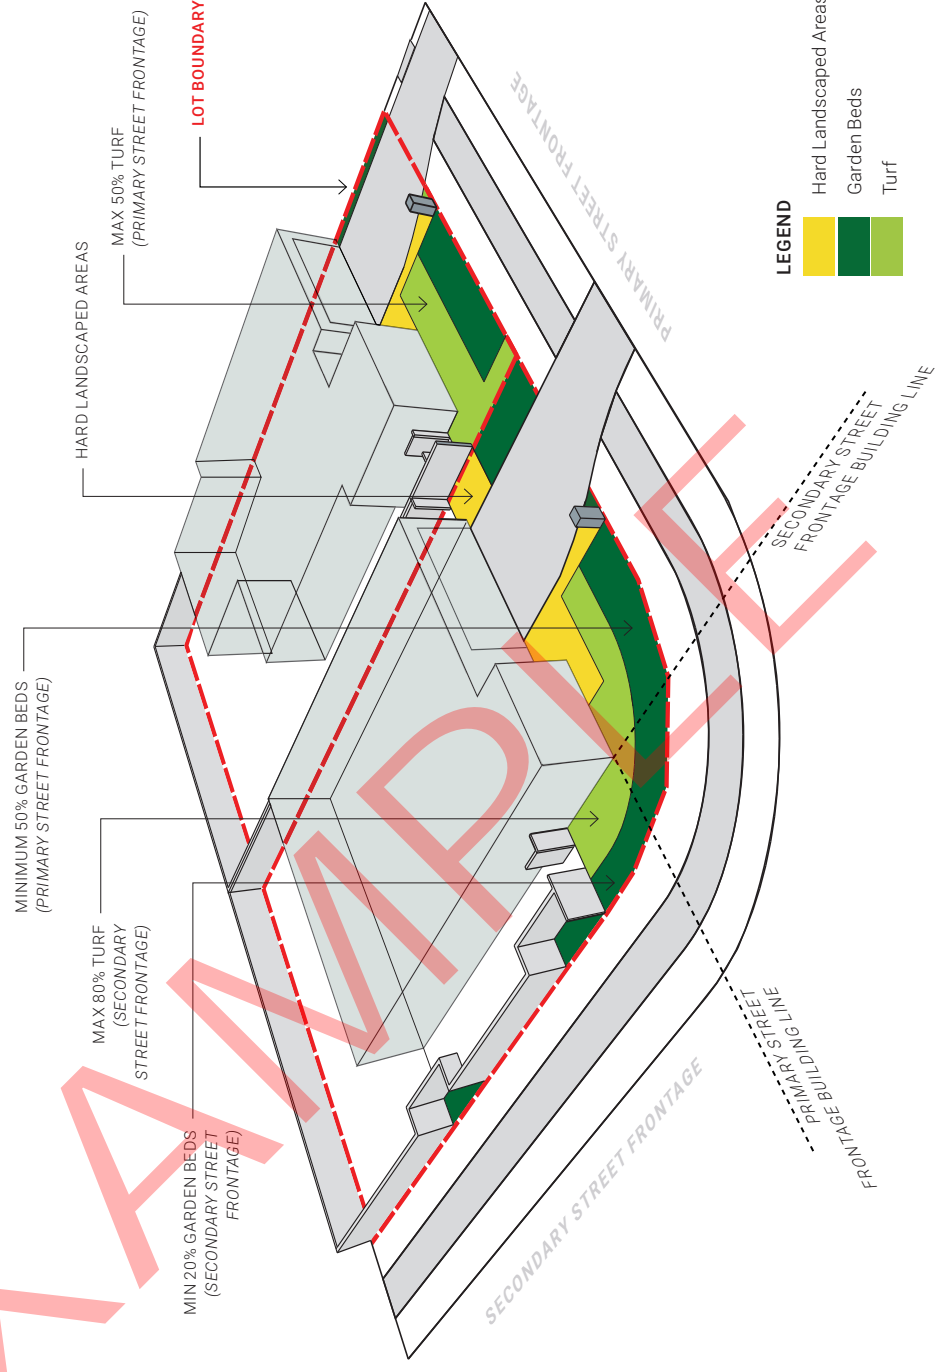 MIN 20% GARDEN BEDS
(SECONDARY STREET
FRONTAGE)
MAX 80% TURF
(SECONDARY
STREET FRONTAGE)
MINIMUM 50% GARDEN BEDS
(PRIMARY STREET FRONTAGE)
HARD LANDSCAPED AREAS
MAX 50% TURF
(PRIMARY STREET FRONTAGE)
LOT BOUNDARY
SECONDARY STREET FRONTAGE
PRIMARY STREET FRONTAGE
PRIMARY STREET
FRONTAGE BUILDING LINE
SECONDARY STREET
FRONTAGE BUILDING LINE
LEGEND
Hard Landscaped Areas
Garden Beds
Turf
XAMPLE